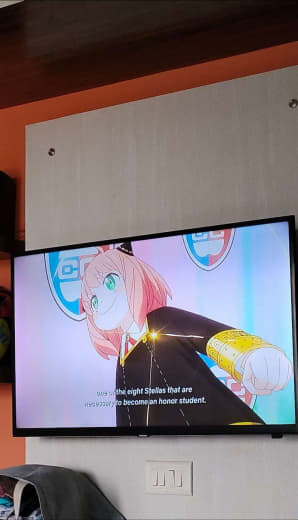 one of the eight Stellas that are
necessary to become an honor student.